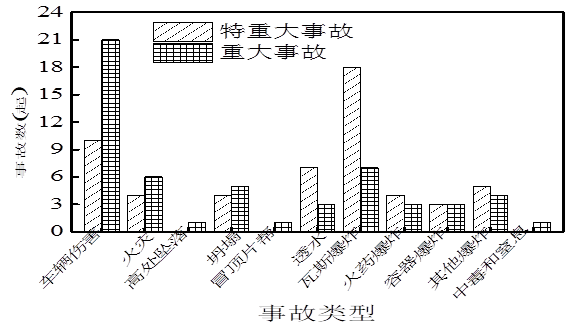 24
21
18
15
12
9
6
3
0
事故数(起)
特重大事故
重大事故
车辆伤害
火灾
高处坠落
坍塌
冒顶片帮
透水
瓦斯爆炸
火药爆炸
容器爆炸
其他爆炸
中毒和窒息
事故类型